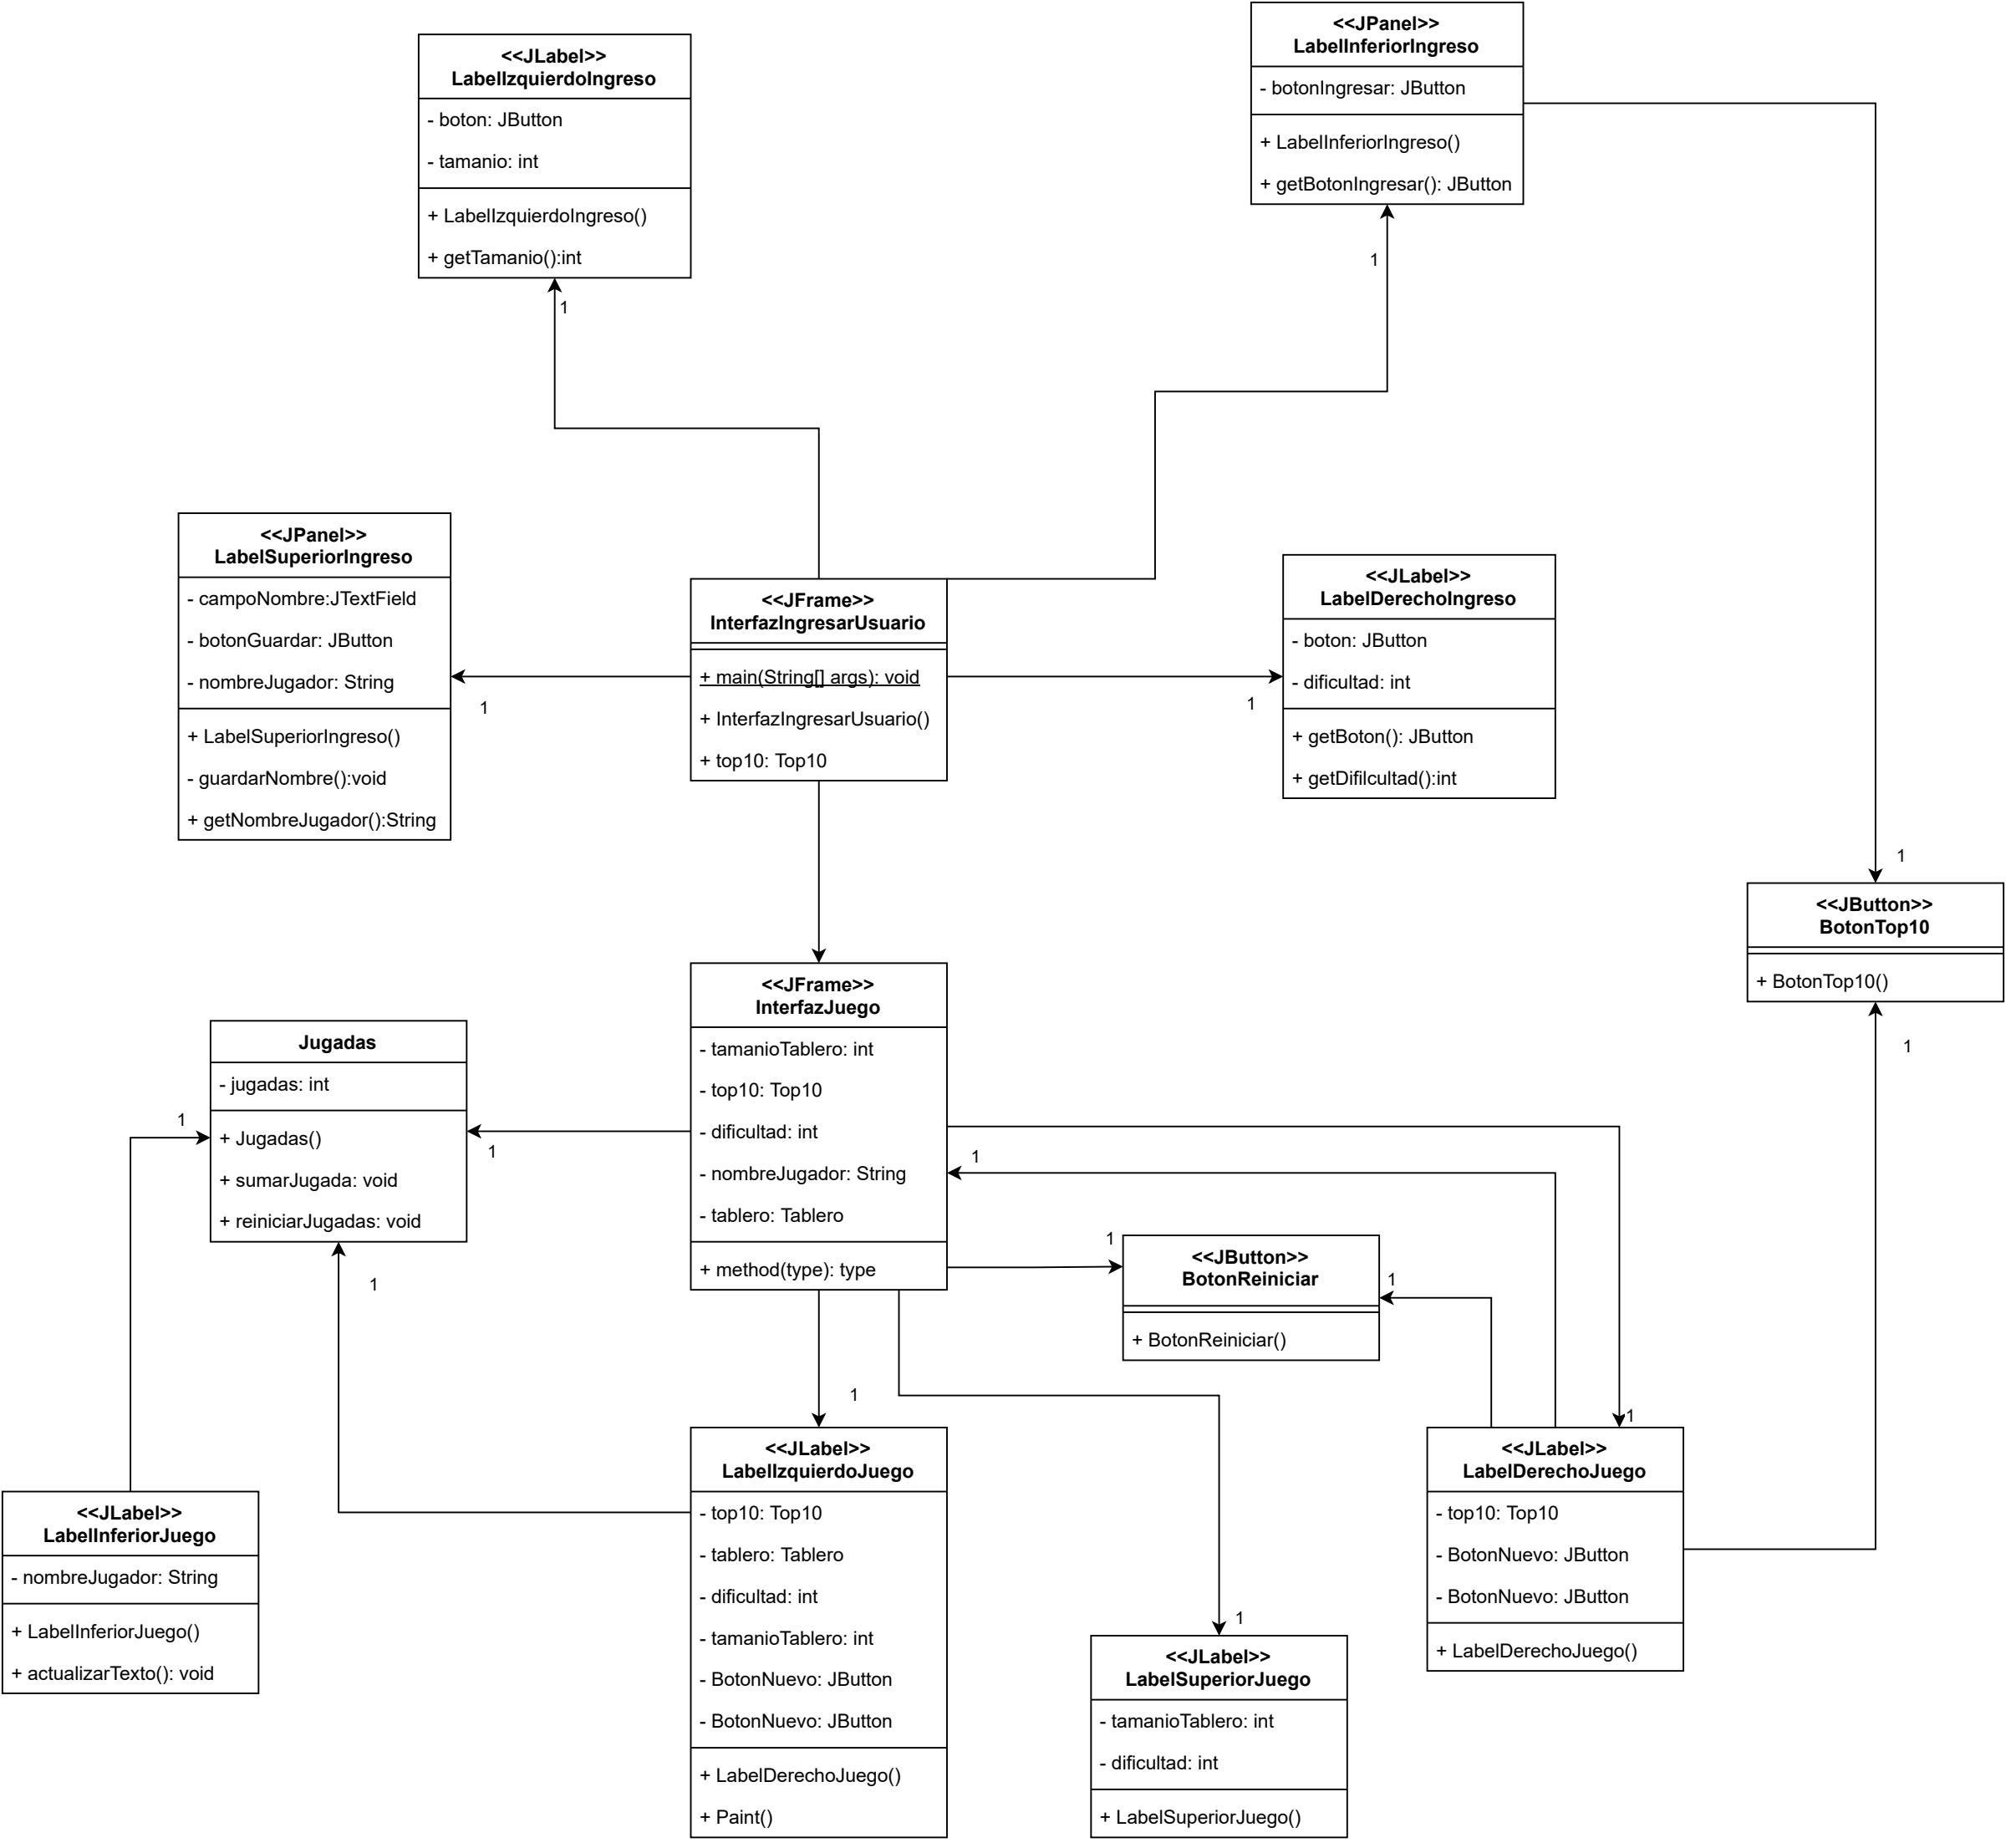 <<JLabel>>
LabelIzquierdoIngreso
- boton: JButton
- tamanio: int
+ LabelIzquierdoIngreso()
+ getTamanio():int
1
<<JPanel>>
LabelInferiorIngreso
- botonIngresar: JButton
+ LabelInferiorIngreso()
+ getBotonIngresar(): JButton
1
<<JPanel>>
LabelSuperiorIngreso
- campoNombre:JTextField
- botonGuardar: JButton
- nombreJugador: String
+ LabelSuperiorIngreso()
- guardarNombre():void
+ getNombreJugador():String
1
<<JFrame>>
InterfazIngresarUsuario
+ main(String[] args): void
+ InterfazIngresarUsuario()
+ top10: Top10
1
<<JLabel>>
LabelDerechoIngreso
- boton: JButton
- dificultad: int
+ getBoton(): JButton
+ getDifilcultad():int
1
<<JButton>>
BotonTop10
+ BotonTop10()
1
Jugadas
- jugadas: int
+ Jugadas()
+ sumarJugada: void
+ reiniciarJugadas: void
1
1
1
<<JFrame>>
InterfazJuego
- tamanioTablero: int
- top10: Top10
- dificultad: int
- nombreJugador: String
- tablero: Tablero
+ method(type): type
1
1
<<JButton>>
BotonReiniciar
+ BotonReiniciar()
1
1
1
<<JLabel>>
LabelInferiorJuego
- nombreJugador: String
+ LabelInferiorJuego()
+ actualizarTexto(): void
<<JLabel>>
LabelIzquierdoJuego
- top10: Top10
- tablero: Tablero
- dificultad: int
- tamanioTablero: int
- BotonNuevo: JButton
- BotonNuevo: JButton
+ LabelDerechoJuego()
+ Paint()
1
<<JLabel>>
LabelSuperiorJuego
- tamanioTablero: int
- dificultad: int
+ LabelSuperiorJuego()
1
<<JLabel>>
LabelDerechoJuego
- top10: Top10
- BotonNuevo: JButton
- BotonNuevo: JButton
+ LabelDerechoJuego()